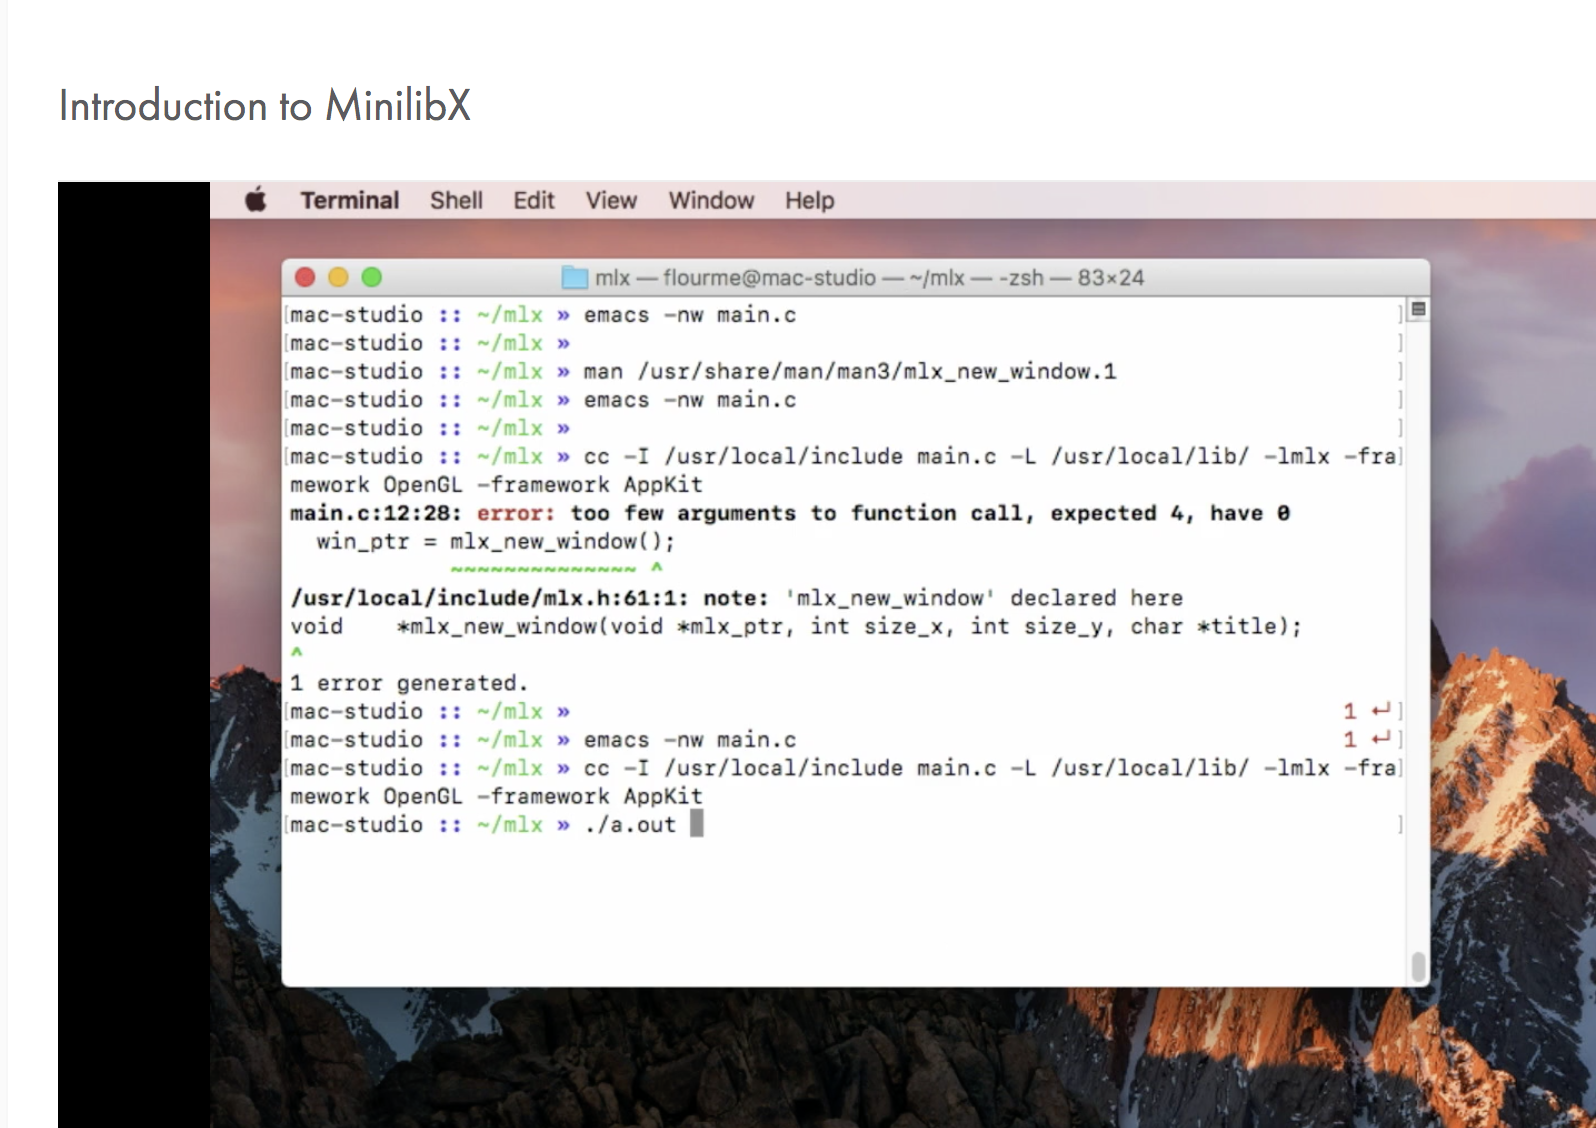 Introduction to MinilibX
Terminal Shell Edit View Window Help
mlx — flourme@mac-studio — ~/mlx — -zsh — 83×24
[mac-studio :: ~/mlx » emacs -nw main.c ]
[mac-studio :: ~/mlx » ]
[mac-studio :: ~/mlx » man /usr/share/man/man3/mlx_new_window.1 ]
[mac-studio :: ~/mlx » emacs -nw main.c ]
[mac-studio :: ~/mlx » ]
[mac-studio :: ~/mlx » cc -I /usr/local/include main.c -L /usr/local/lib/ -lmlx -fra]
mework OpenGL -framework AppKit
main.c:12:28: error: too few arguments to function call, expected 4, have 0
  win_ptr = mlx_new_window();
            ~~~~~~~~~~~~~~ ^
/usr/local/include/mlx.h:61:1: note: 'mlx_new_window' declared here
void    *mlx_new_window(void *mlx_ptr, int size_x, int size_y, char *title);
^
1 error generated.
[mac-studio :: ~/mlx » 1 ↵ ]
[mac-studio :: ~/mlx » emacs -nw main.c 1 ↵ ]
[mac-studio :: ~/mlx » cc -I /usr/local/include main.c -L /usr/local/lib/ -lmlx -fra]
mework OpenGL -framework AppKit
[mac-studio :: ~/mlx » ./a.out ]